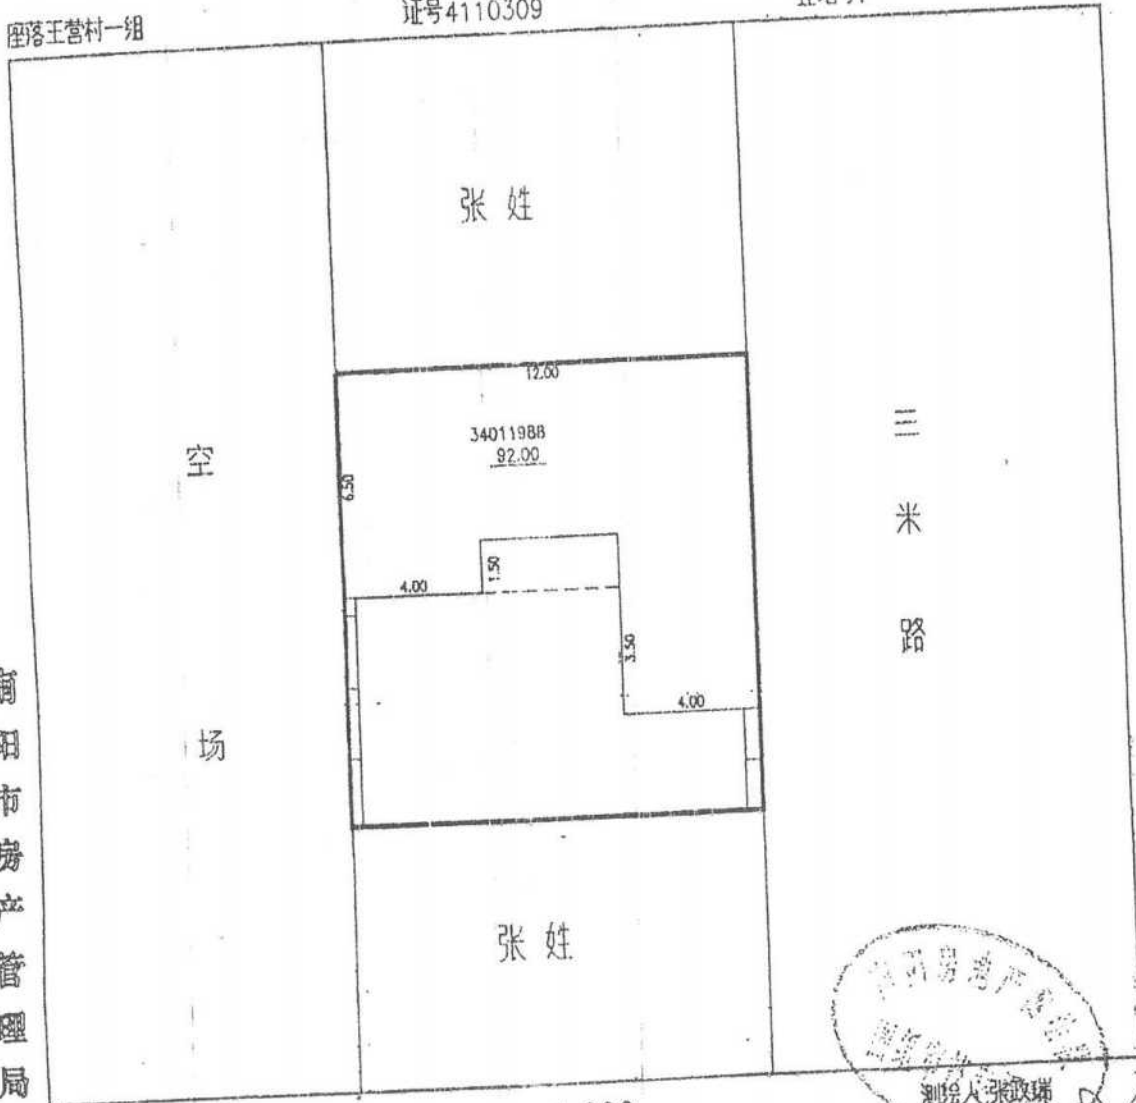 座落王营村一组
证号4110309
张 姓
12.00
34011988
92.00
6.50
空
场
1.50
4.00
3.50
4.00
三
米
路
张 姓
阳
市
房
产
管
理
局
测绘人 张政瑞